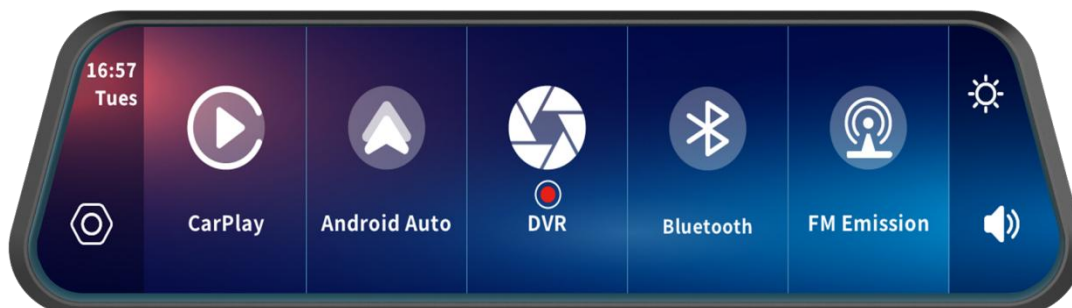 16:57
Tues
CarPlay
Android Auto
DVR
Bluetooth
FM Emission